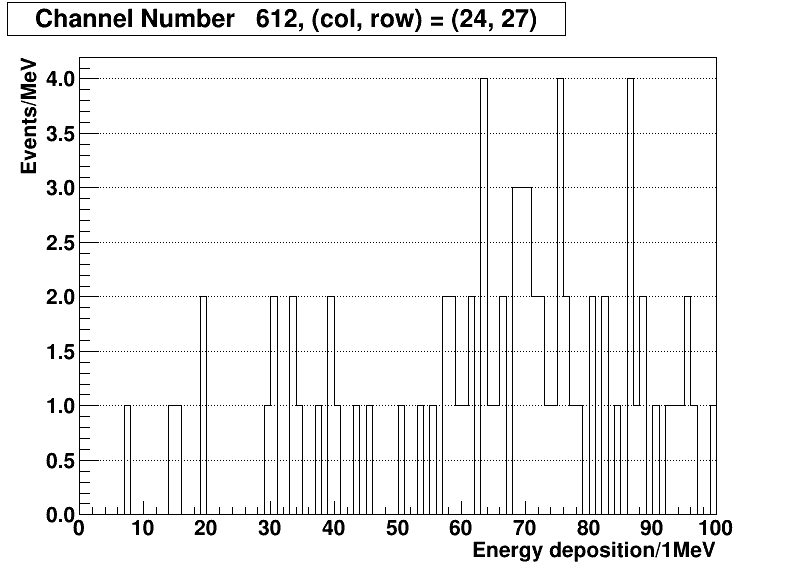 Channel Number 612, (col, row) = (24, 27)
Events/MeV
4.0
3.5
3.0
2.5
2.0
1.5
1.0
0.5
0.0
0 10 20 30 40 50 60 70 80 90 100
Energy deposition/1MeV